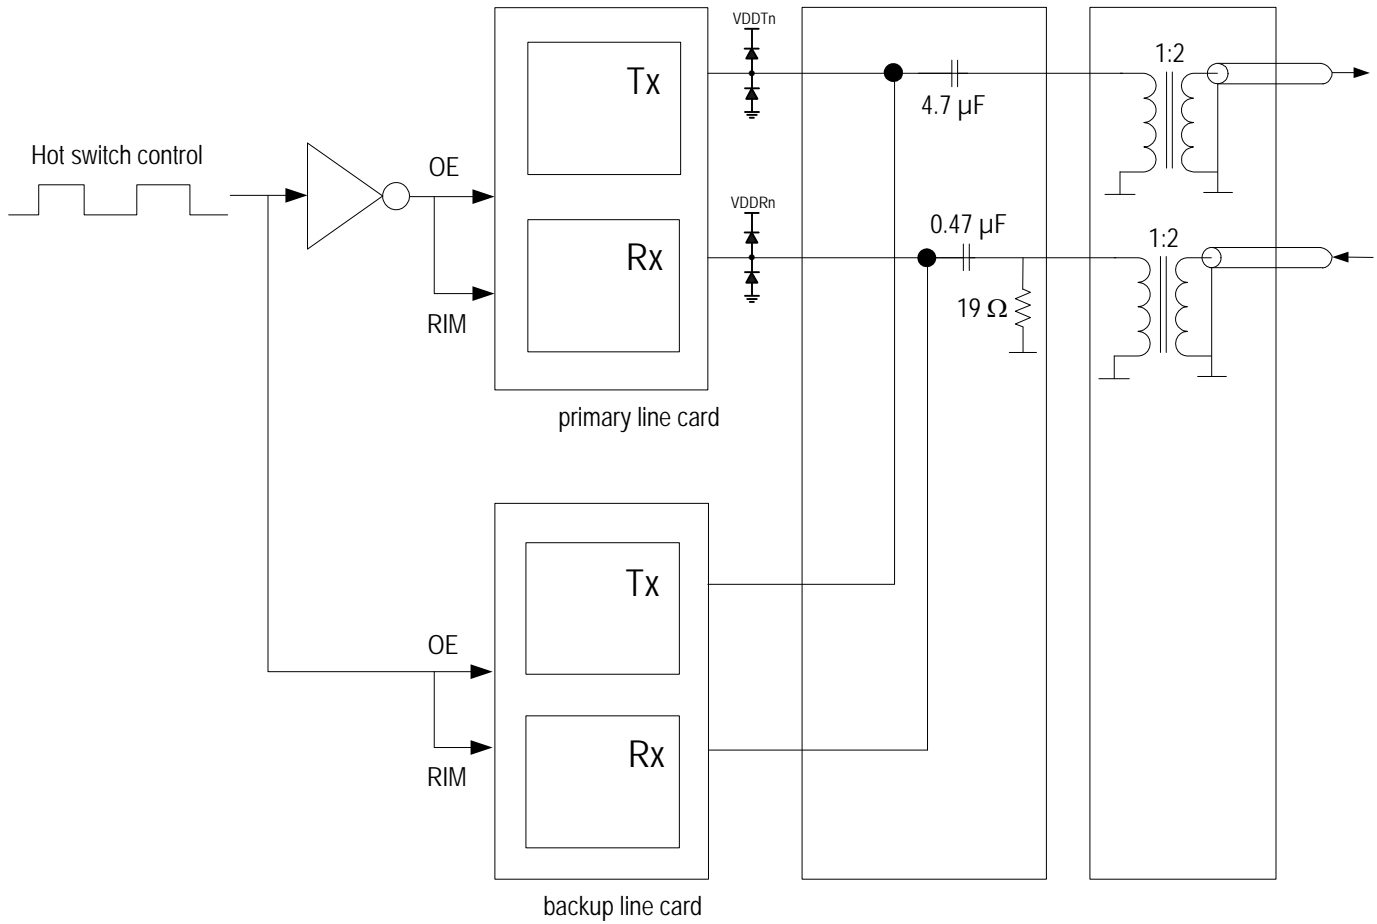 VDDTn
Tx
1:2
4.7 µF
Hot switch control
OE
VDDRn
0.47 µF
1:2
Rx
19 Ω
RIM
primary line card
Tx
OE
Rx
RIM
backup line card